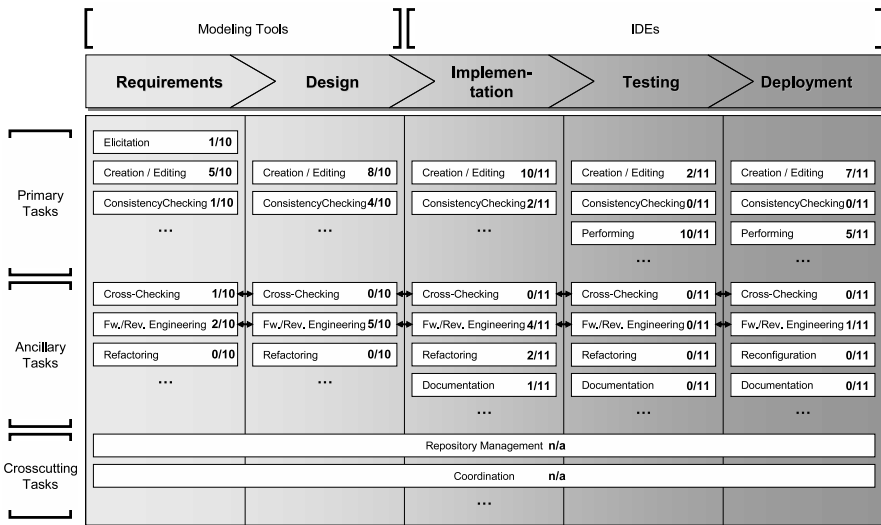 Modeling Tools IDEs
Requirements Design Implemen-
tation Testing Deployment
Elicitation 1/10
Creation / Editing 5/10 Creation / Editing 8/10 Creation / Editing 10/11 Creation / Editing 2/11 Creation / Editing 7/11
Primary
Tasks
ConsistencyChecking 1/10 ConsistencyChecking 4/10 ConsistencyChecking 2/11 ConsistencyChecking 0/11 ConsistencyChecking 0/11
... ... ... Performing 10/11 Performing 5/11
... ...
Cross-Checking 1/10 Cross-Checking 0/10 Cross-Checking 0/11 Cross-Checking 0/11 Cross-Checking 0/11
Fw./Rev. Engineering 2/10 Fw./Rev. Engineering 5/10 Fw./Rev. Engineering 4/11 Fw./Rev. Engineering 0/11 Fw./Rev. Engineering 1/11
Ancillary
Tasks
Refactoring 0/10 Refactoring 0/10 Refactoring 2/11 Refactoring 0/11 Reconfiguration 0/11
... ... Documentation 1/11 Documentation 0/11 Documentation 0/11
... ... ...
Repository Management n/a
Crosscutting
Tasks
Coordination n/a
...